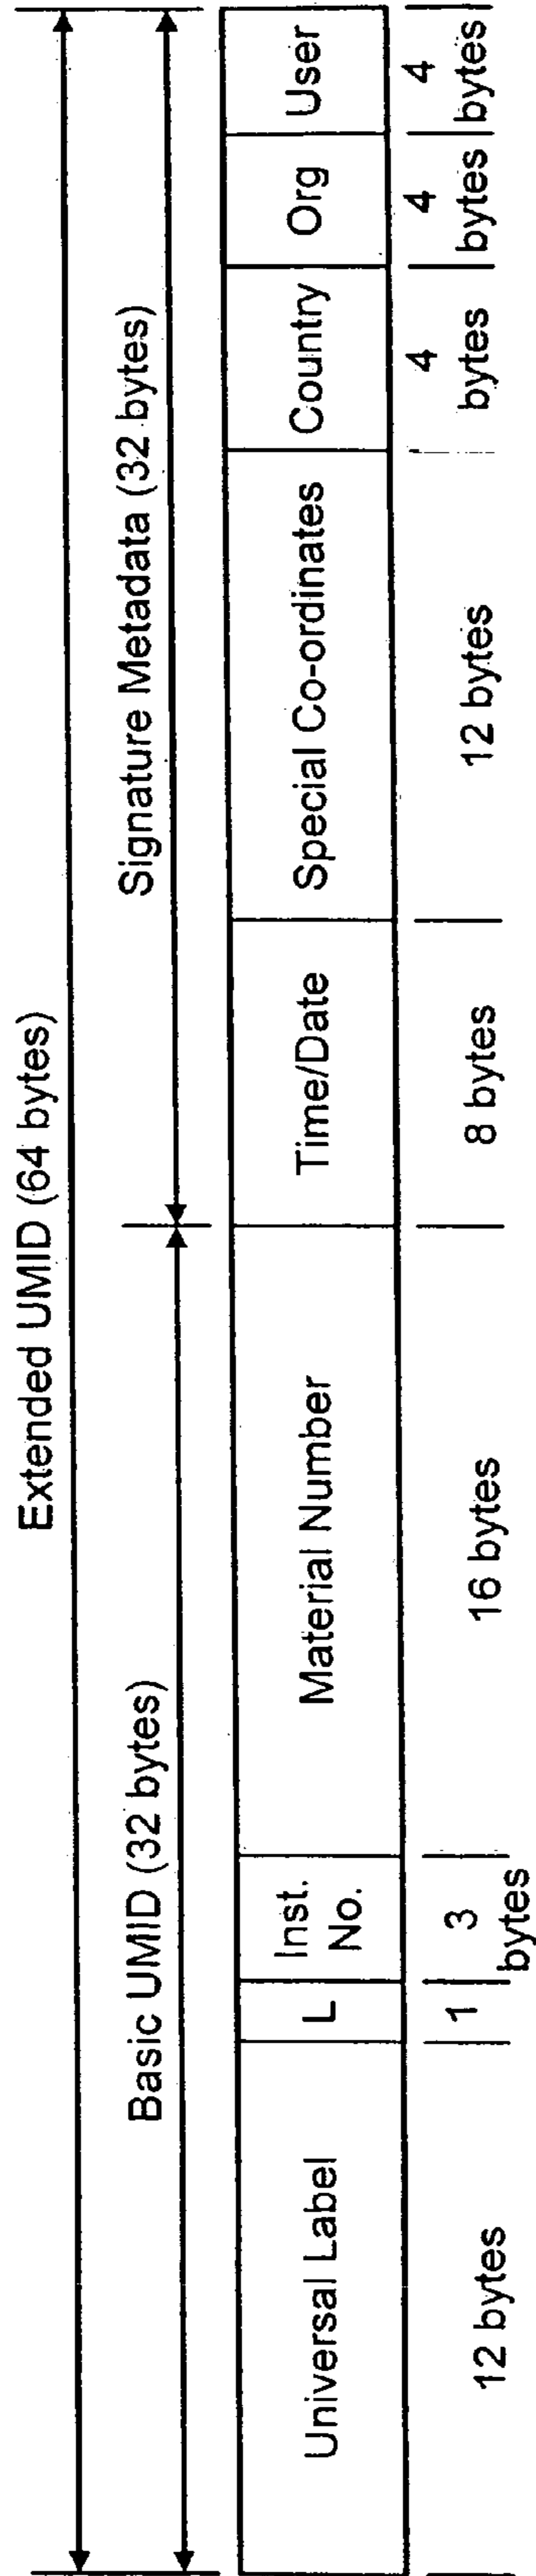 Extended UMID (64 bytes)
Basic UMID (32 bytes)
Signature Metadata (32 bytes)
Universal Label
L
Inst.
No.
Material Number
Time/Date
Special Co-ordinates
Country
Org
User
12 bytes
1
3
bytes
16 bytes
8 bytes
12 bytes
4
bytes
4
bytes
4
bytes